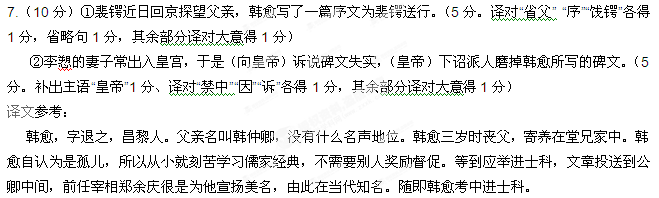 7.（10分）①裴锷近日回京探望父亲，韩愈写了一篇序文为裴锷送行。（5分。译对“省父” “序”“饯锷”各得
1分，省略句1分，其余部分译对大意得1分）
②李愬的妻子常出入皇宫，于是（向皇帝）诉说碑文失实，（皇帝）下诏派人磨掉韩愈所写的碑文。（5
分。补出主语“皇帝”1分、译对“禁中”“因”“诉”各得1分，其余部分译对大意得1分）
译文参考：
韩愈，字退之，昌黎人。父亲名叫韩仲卿，没有什么名声地位。韩愈三岁时丧父，寄养在堂兄家中。韩
愈自认为是孤儿，所以从小就刻苦学习儒家经典，不需要别人奖励督促。等到应举进士科，文章投送到公
卿中间，前任宰相郑余庆很是为他宣扬美名，由此在当代知名。随即韩愈考中进士科。